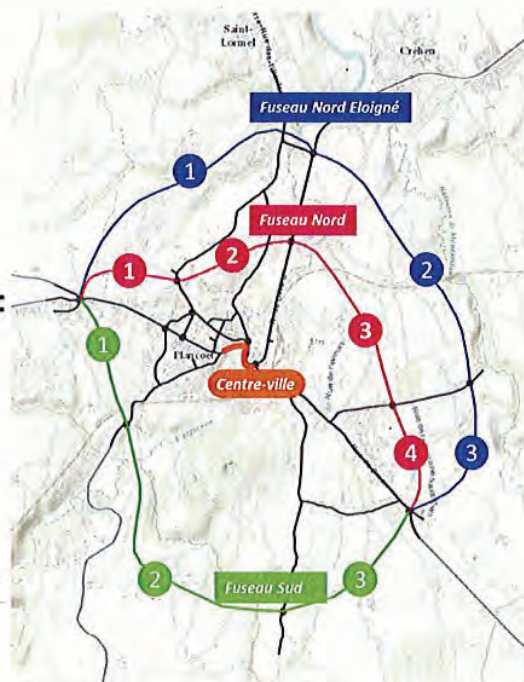 Saint-
Lormel
Créhen
Fuseau Nord Eloigné
1
Fuseau Nord
1
2
2
3
1
Plancoët
Centre-ville
4
3
2
Fuseau Sud
3